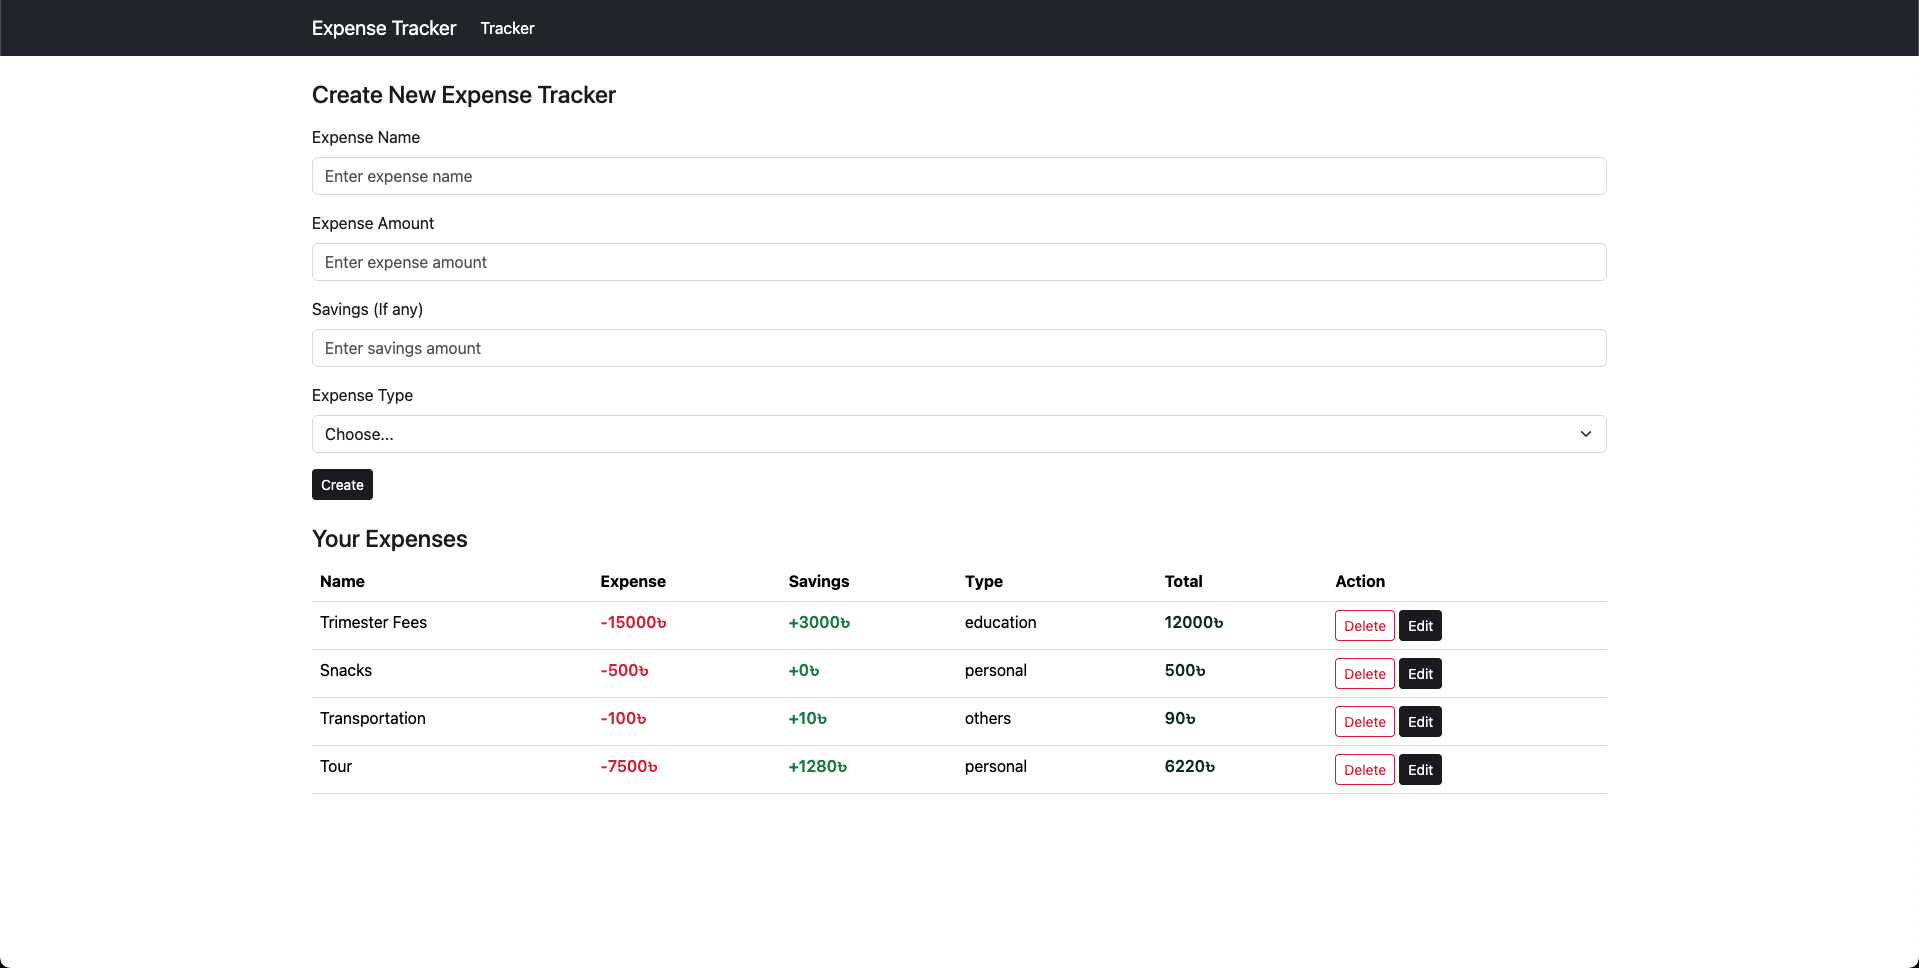 Expense Tracker Tracker
Create New Expense Tracker
Expense Name
Enter expense name
Expense Amount
Enter expense amount
Savings (If any)
Enter savings amount
Expense Type
Choose...
Create
Your Expenses
Name Expense Savings Type Total Action
Trimester Fees -15000৳ +3000৳ education 12000৳ Delete Edit
Snacks -500৳ +0৳ personal 500৳ Delete Edit
Transportation -100৳ +10৳ others 90৳ Delete Edit
Tour -7500৳ +1280৳ personal 6220৳ Delete Edit